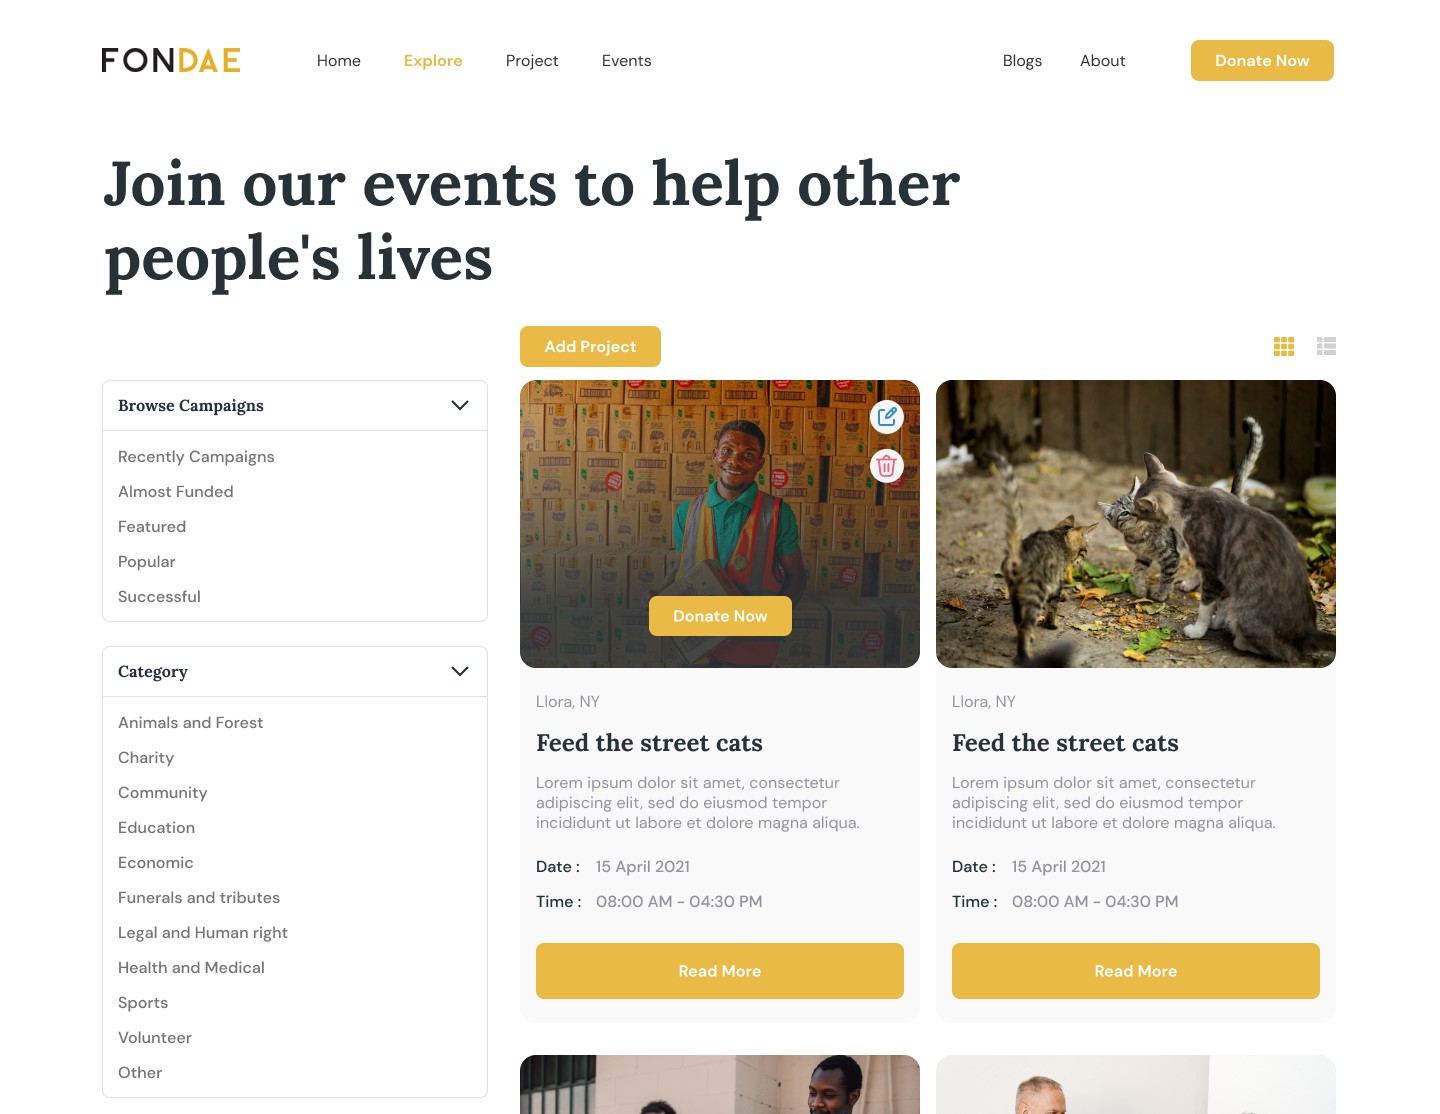 FONDAE
Home
Explore
Project
Events
Blogs
About
Donate Now
Join our events to help other
people's lives
Add Project
Browse Campaigns
Recently Campaigns
Almost Funded
Featured
Popular
Successful
Category
Animals and Forest
Charity
Community
Education
Economic
Funerals and tributes
Legal and Human right
Health and Medical
Sports
Volunteer
Other
Donate Now
Llora, NY
Feed the street cats
Lorem ipsum dolor sit amet, consectetur
adipiscing elit, sed do eiusmod tempor
incididunt ut labore et dolore magna aliqua.
Date : 15 April 2021
Time : 08:00 AM - 04:30 PM
Read More
Llora, NY
Feed the street cats
Lorem ipsum dolor sit amet, consectetur
adipiscing elit, sed do eiusmod tempor
incididunt ut labore et dolore magna aliqua.
Date : 15 April 2021
Time : 08:00 AM - 04:30 PM
Read More